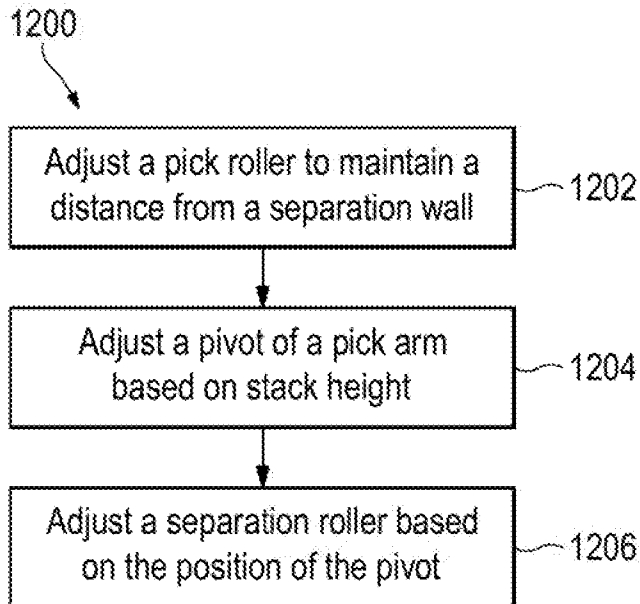 1200
Adjust a pick roller to maintain a
distance from a separation wall
1202
Adjust a pivot of a pick arm
based on stack height
1204
Adjust a separation roller based
on the position of the pivot
1206